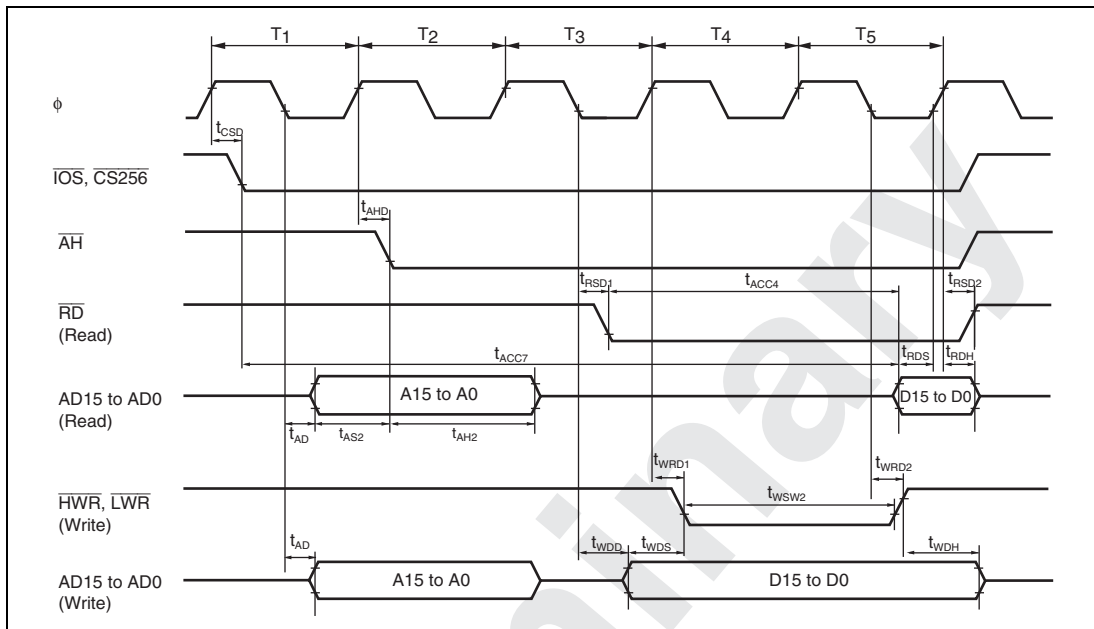 T1 T2 T3 T4 T5
ϕ
tCSD
IOS, CS256
tAHD
AH
tRSD1 tACC4 tRSD2
RD
(Read)
tACC7 tRDS tRDH
AD15 to AD0
(Read)
A15 to A0 D15 to D0
tAD tAS2 tAH2
tWRD1 tWRD2
HWR, LWR
(Write)
tWSW2
tAD tWDD tWDS tWDH
AD15 to AD0
(Write)
A15 to A0 D15 to D0